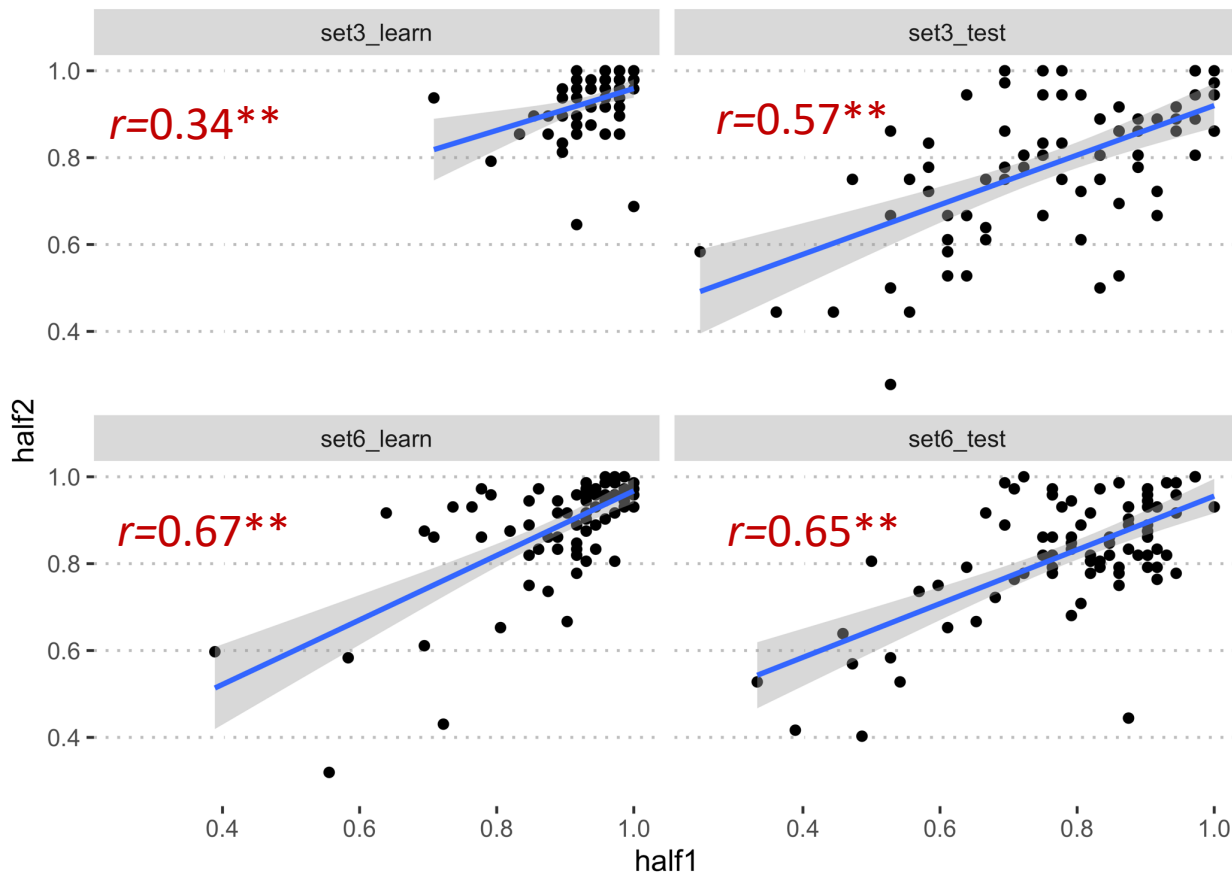 set3_learn
set3_test
1.0
0.8
0.6
0.4
r=0.34**
r=0.57**
half2
set6_learn
set6_test
1.0
0.8
0.6
0.4
r=0.67**
r=0.65**
0.4 0.6 0.8 1.0
0.4 0.6 0.8 1.0
half1